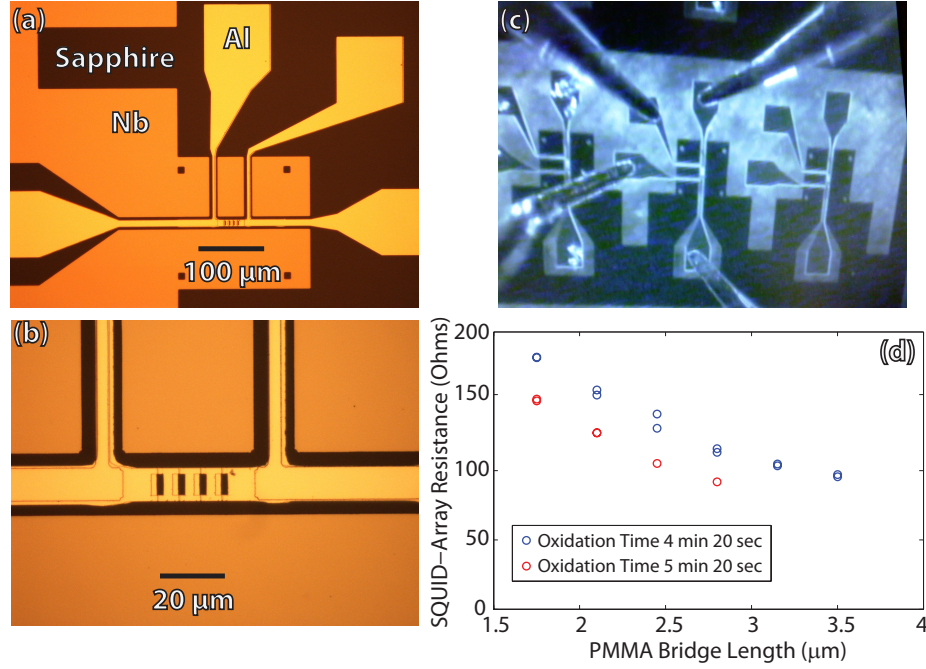 (a)
Al
Sapphire
Nb
100 μm
(b)
20 μm
(c)
(d)
SQUID–Array Resistance (Ohms)
200
150
100
50
0
Oxidation Time 4 min 20 sec
Oxidation Time 5 min 20 sec
1.5
2
2.5
3
3.5
4
PMMA Bridge Length (μm)